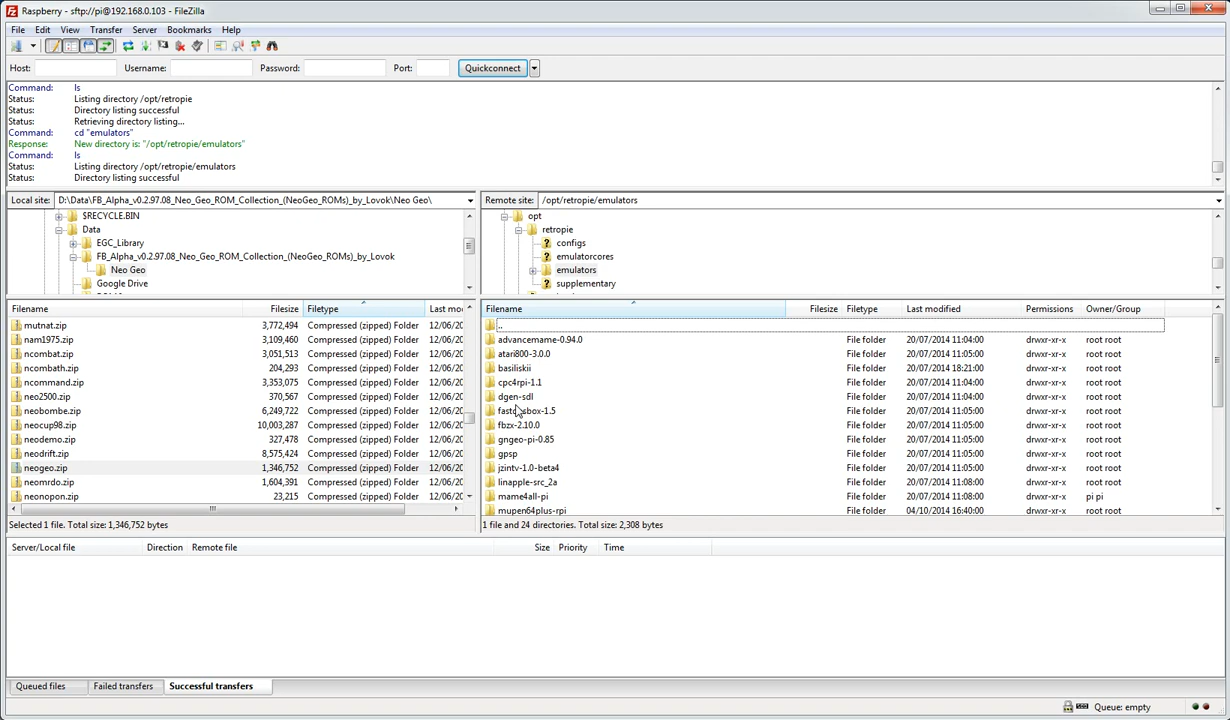 Raspberry - sftp://pi@192.168.0.103 - FileZilla
File Edit View Transfer Server Bookmarks Help
Host: Username: Password: Port: Quickconnect
Command: ls
Status: Listing directory /opt/retropie
Status: Directory listing successful
Status: Retrieving directory listing...
Command: cd "emulators"
Response: New directory is: "/opt/retropie/emulators"
Command: ls
Status: Listing directory /opt/retropie/emulators
Status: Directory listing successful
Local site: D:\Data\FB_Alpha_v0.2.97.08_Neo_Geo_ROM_Collection_(NeoGeo_ROMs)_by_Lovok\Neo Geo\
$RECYCLE.BIN
Data
EGC_Library
FB_Alpha_v0.2.97.08_Neo_Geo_ROM_Collection_(NeoGeo_ROMs)_by_Lovok
Neo Geo
Google Drive
Remote site: /opt/retropie/emulators
opt
retropie
configs
emulatorcores
emulators
supplementary
Filename Filesize Filetype Last mo
mutnat.zip 3,772,494 Compressed (zipped) Folder 12/06/20
nam1975.zip 3,109,460 Compressed (zipped) Folder 12/06/20
ncombat.zip 3,051,513 Compressed (zipped) Folder 12/06/20
ncombath.zip 204,293 Compressed (zipped) Folder 12/06/20
ncommand.zip 3,353,075 Compressed (zipped) Folder 12/06/20
neo2500.zip 370,567 Compressed (zipped) Folder 12/06/20
neobombe.zip 6,249,722 Compressed (zipped) Folder 12/06/20
neocup98.zip 10,003,287 Compressed (zipped) Folder 12/06/20
neodemo.zip 327,478 Compressed (zipped) Folder 12/06/20
neodrift.zip 8,575,424 Compressed (zipped) Folder 12/06/20
neogeo.zip 1,346,752 Compressed (zipped) Folder 12/06/20
neomrdo.zip 1,604,391 Compressed (zipped) Folder 12/06/20
neonopon.zip 23,215 Compressed (zipped) Folder 12/06/20
Selected 1 file. Total size: 1,346,752 bytes
Filename Filesize Filetype Last modified Permissions Owner/Group
..
advancemame-0.94.0 File folder 20/07/2014 11:04:00 drwxr-xr-x root root
atari800-3.0.0 File folder 20/07/2014 11:04:00 drwxr-xr-x root root
basiliskii File folder 20/07/2014 18:21:00 drwxr-xr-x root root
cpc4rpi-1.1 File folder 20/07/2014 11:04:00 drwxr-xr-x root root
dgen-sdl File folder 20/07/2014 11:04:00 drwxr-xr-x root root
File folder 20/07/2014 11:05:00 drwxr-xr-x root root
fbzx-2.10.0 File folder 20/07/2014 11:05:00 drwxr-xr-x root root
gngeo-pi-0.85 File folder 20/07/2014 11:05:00 drwxr-xr-x root root
gpsp File folder 20/07/2014 11:05:00 drwxr-xr-x root root
jzintv-1.0-beta4 File folder 20/07/2014 11:05:00 drwxr-xr-x root root
linapple-src_2a File folder 20/07/2014 11:08:00 drwxr-xr-x root root
mame4all-pi File folder 20/07/2014 11:08:00 drwxr-xr-x pi pi
mupen64plus-rpi File folder 04/10/2014 16:40:00 drwxr-xr-x root root
1 file and 24 directories. Total size: 2,308 bytes
Server/Local file Direction Remote file Size Priority Time
Queued files Failed transfers Successful transfers
Queue: empty